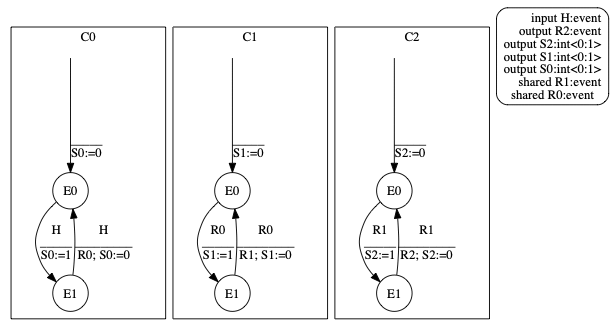 C0
S0:=0
E0
H
S0:=1
H
R0; S0:=0
E1
C1
S1:=0
E0
R0
S1:=1
R0
R1; S1:=0
E1
C2
S2:=0
E0
R1
S2:=1
R1
R2; S2:=0
E1
input H:event
output R2:event
output S2:int<0:1>
output S1:int<0:1>
output S0:int<0:1>
shared R1:event
shared R0:event